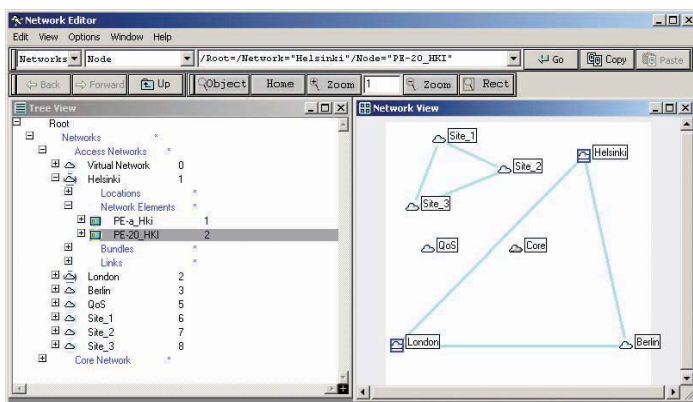 Network Editor
Edit View Options Window Help
Networks Node /Root=/Network="Helsinki"/Node="PE-20_HKI" Go Copy Paste
Back Forward Up Object Home Zoom 1 Zoom Rect
Tree View
Root
Networks *
Access Networks *
Virtual Network 0
Helsinki 1
Locations *
Network Elements *
PE-a_Hki 1
PE-20_HKI 2
Bundles *
Links *
London 2
Berlin 3
QoS 5
Site_1 6
Site_2 7
Site_3 8
Core Network *
Network View
Site_1
Helsinki
Site_2
Site_3
QoS
Core
London
Berlin